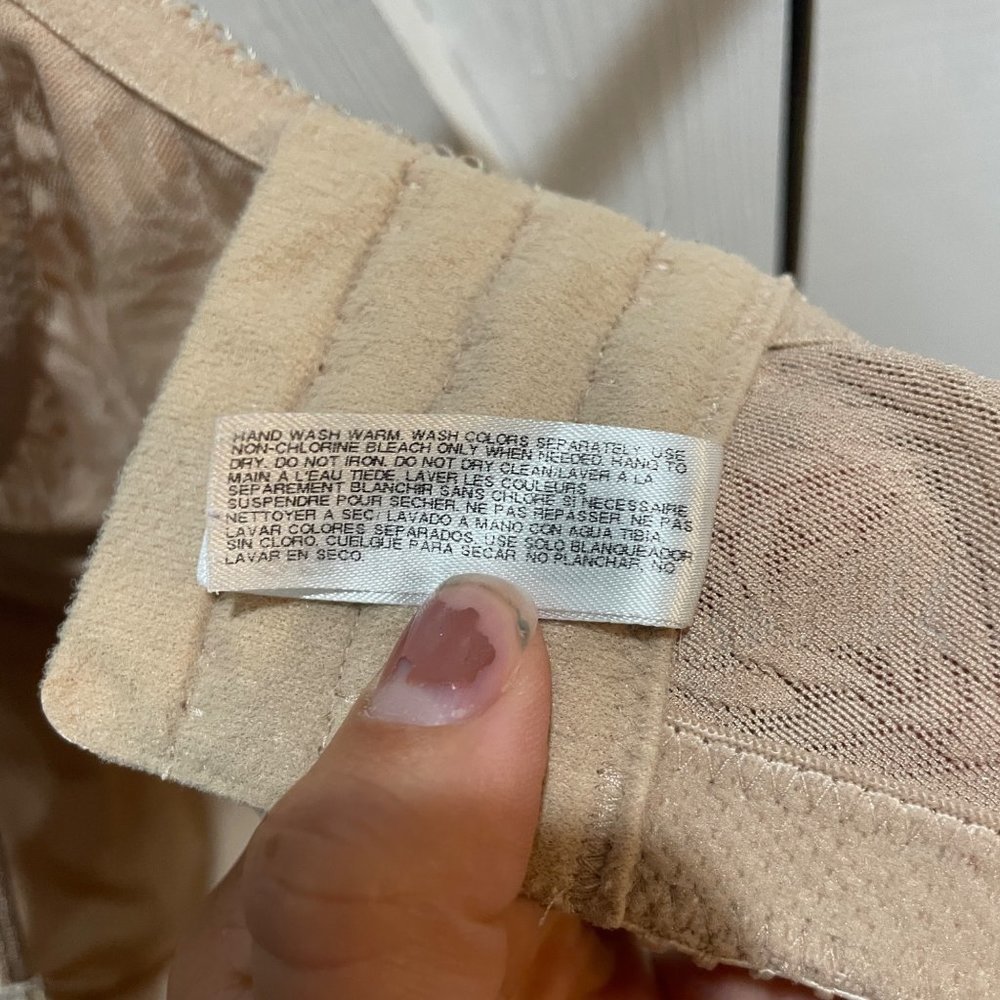 HAND WASH WARM. WASH COLORS SEPARATELY. USE
NON-CHLORINE BLEACH ONLY WHEN NEEDED. HANG TO
DRY. DO NOT IRON. DO NOT DRY CLEAN.LAVER A LA
MAIN A L'EAU TIEDE. LAVER LES COULEURS
SEPAREMENT BLANCHIR SANS CHLORE SI NECESSAIRE
SUSPENDRE POUR SECHER. NE PAS REPASSER. NE PAS
NETTOYER A SEC/ LAVADO A MANO CON AGUA TIBIA
LAVAR COLORES SEPARADOS. USE SOLO BLANQUEADOR
SIN CLORO. CUELGUE PARA SECAR. NO PLANCHAR. NO
LAVAR EN SECO.